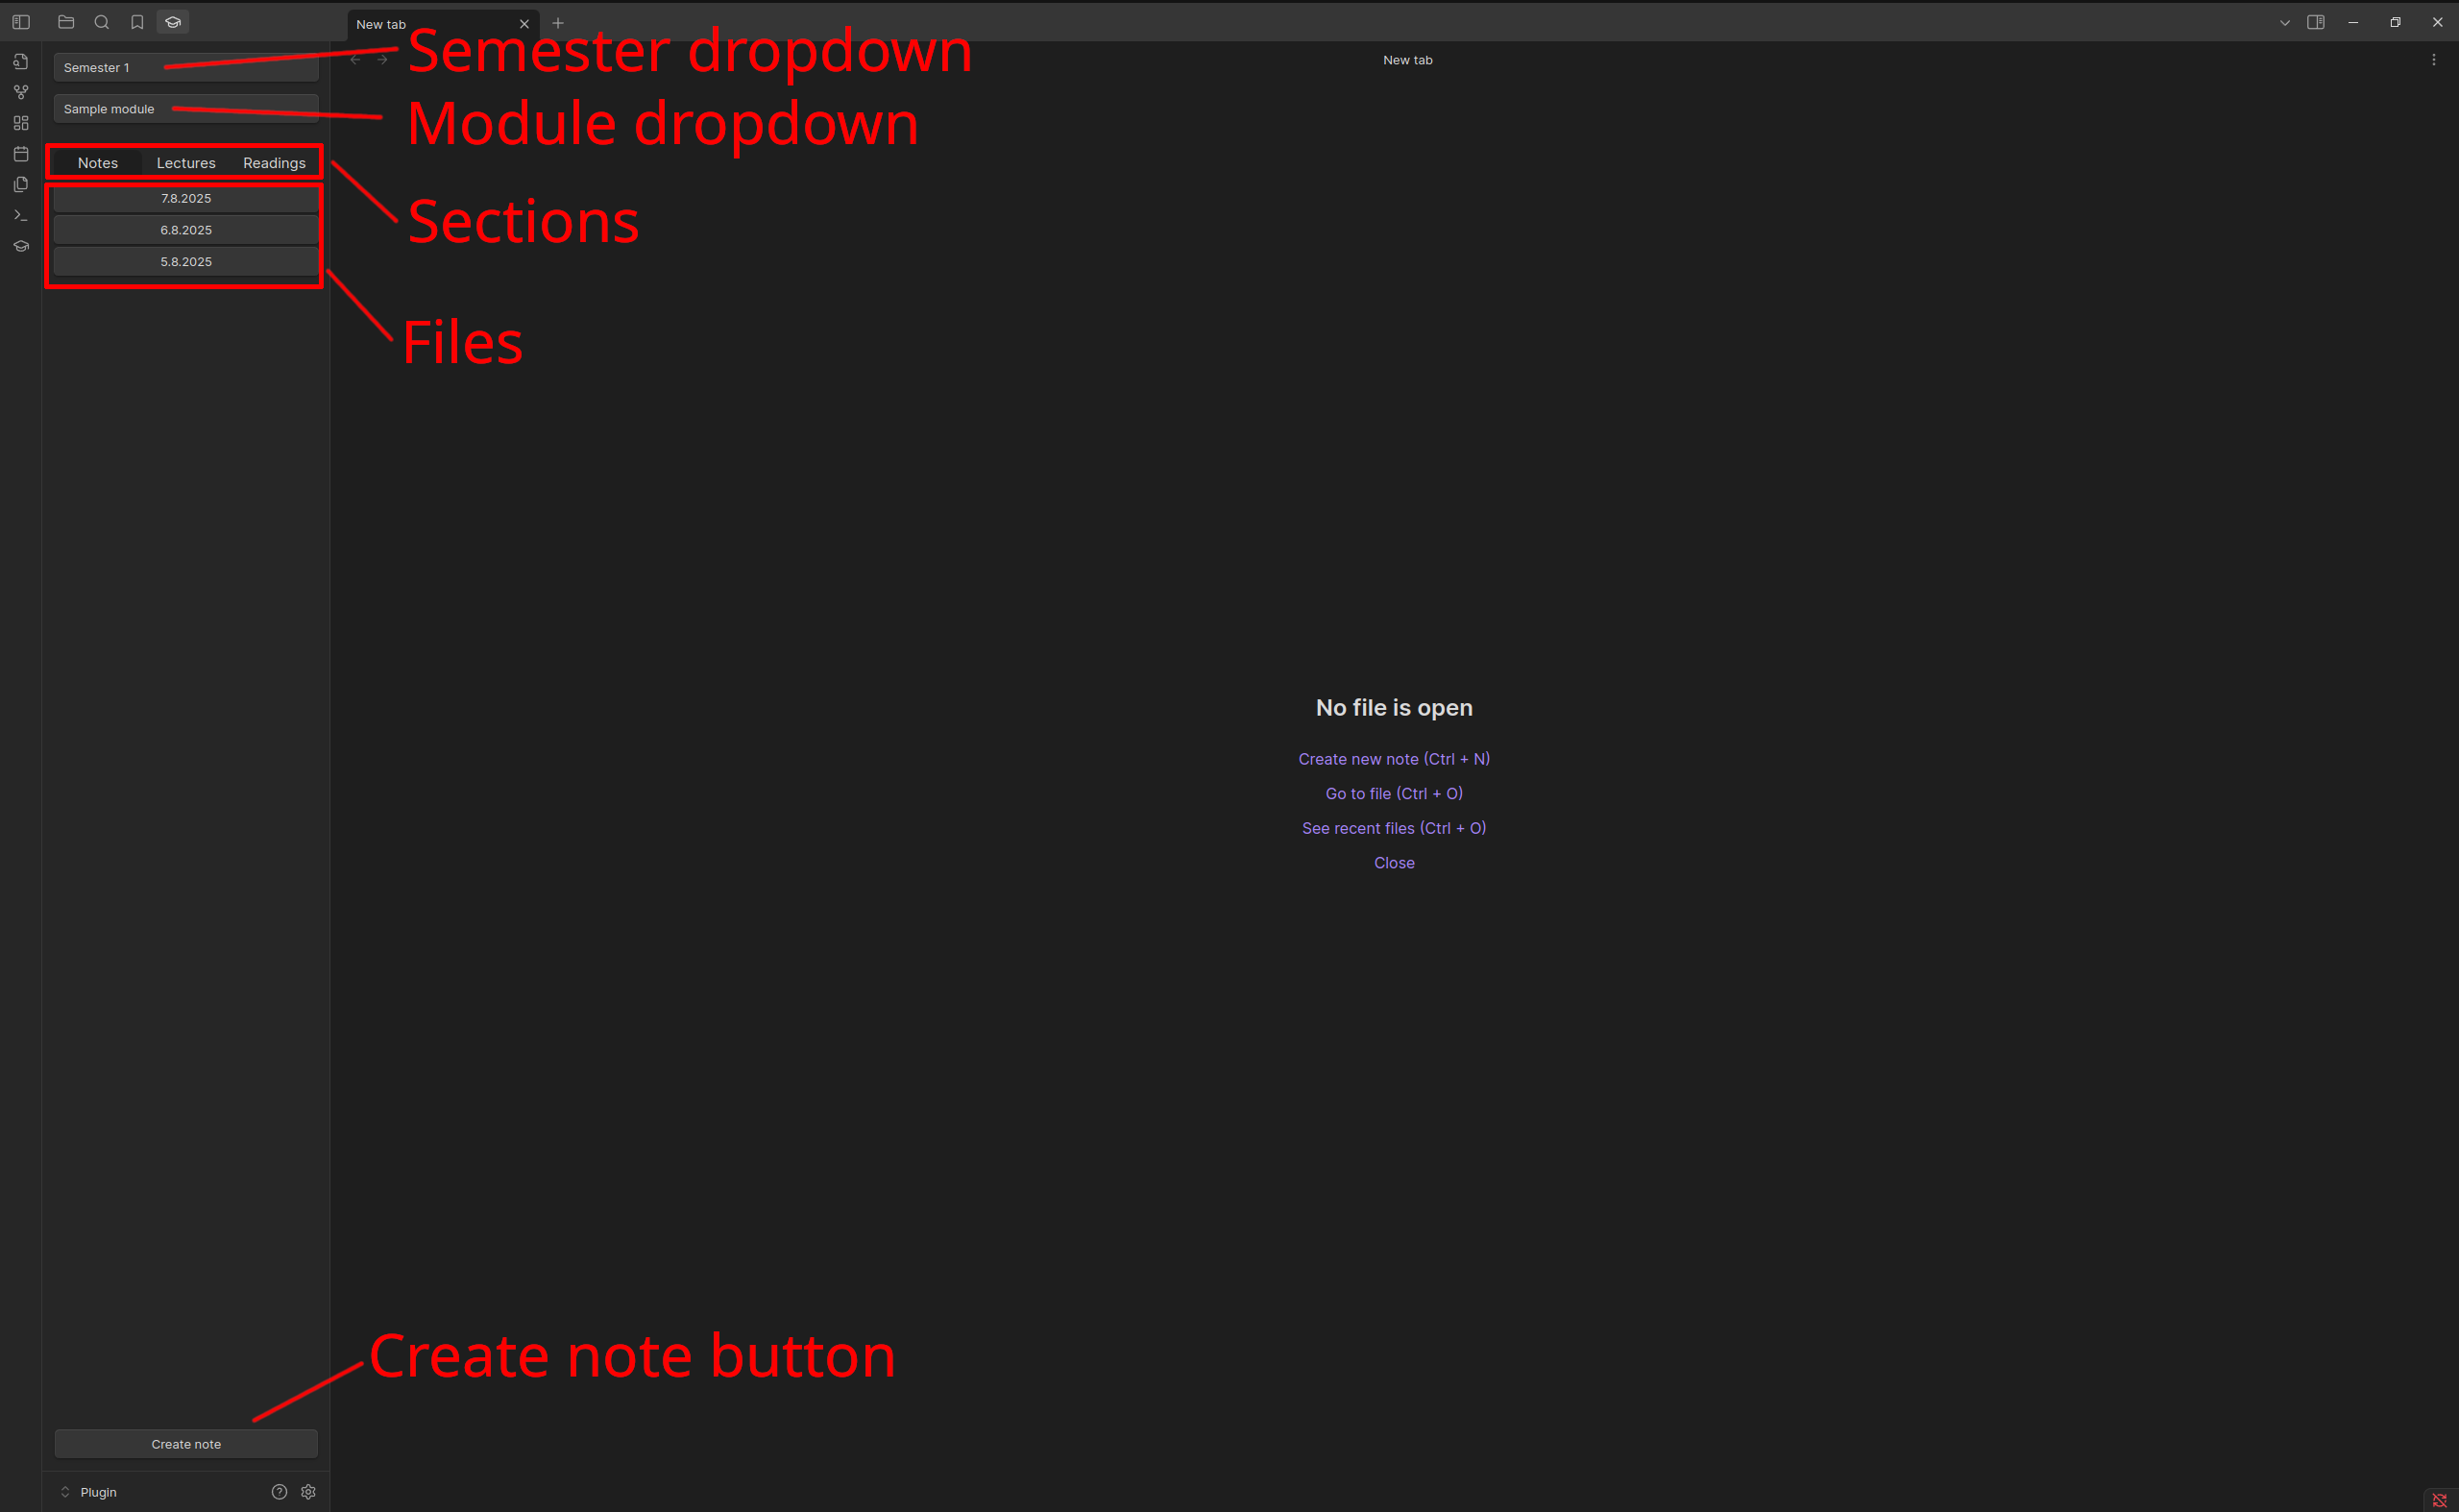 New tab
Semester dropdown
New tab
Semester 1
Sample module
Module dropdown
Notes Lectures Readings
7.8.2025
Sections
6.8.2025
5.8.2025
Files
No file is open
Create new note (Ctrl + N)
Go to file (Ctrl + O)
See recent files (Ctrl + O)
Close
Create note button
Create note
Plugin